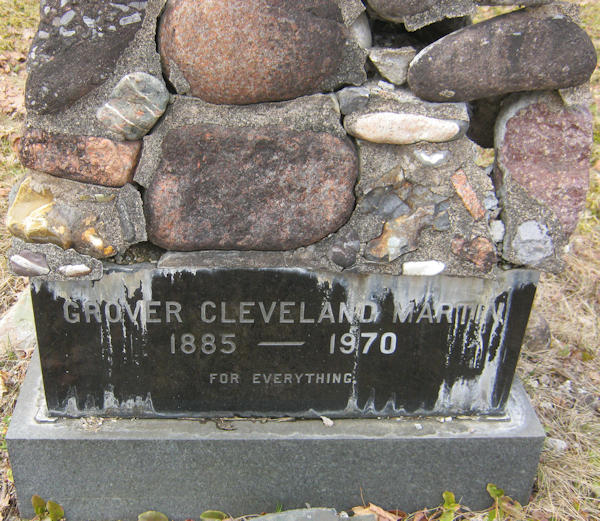 GROVER CLEVELAND MARTIN
1885 — 1970
FOR EVERYTHING